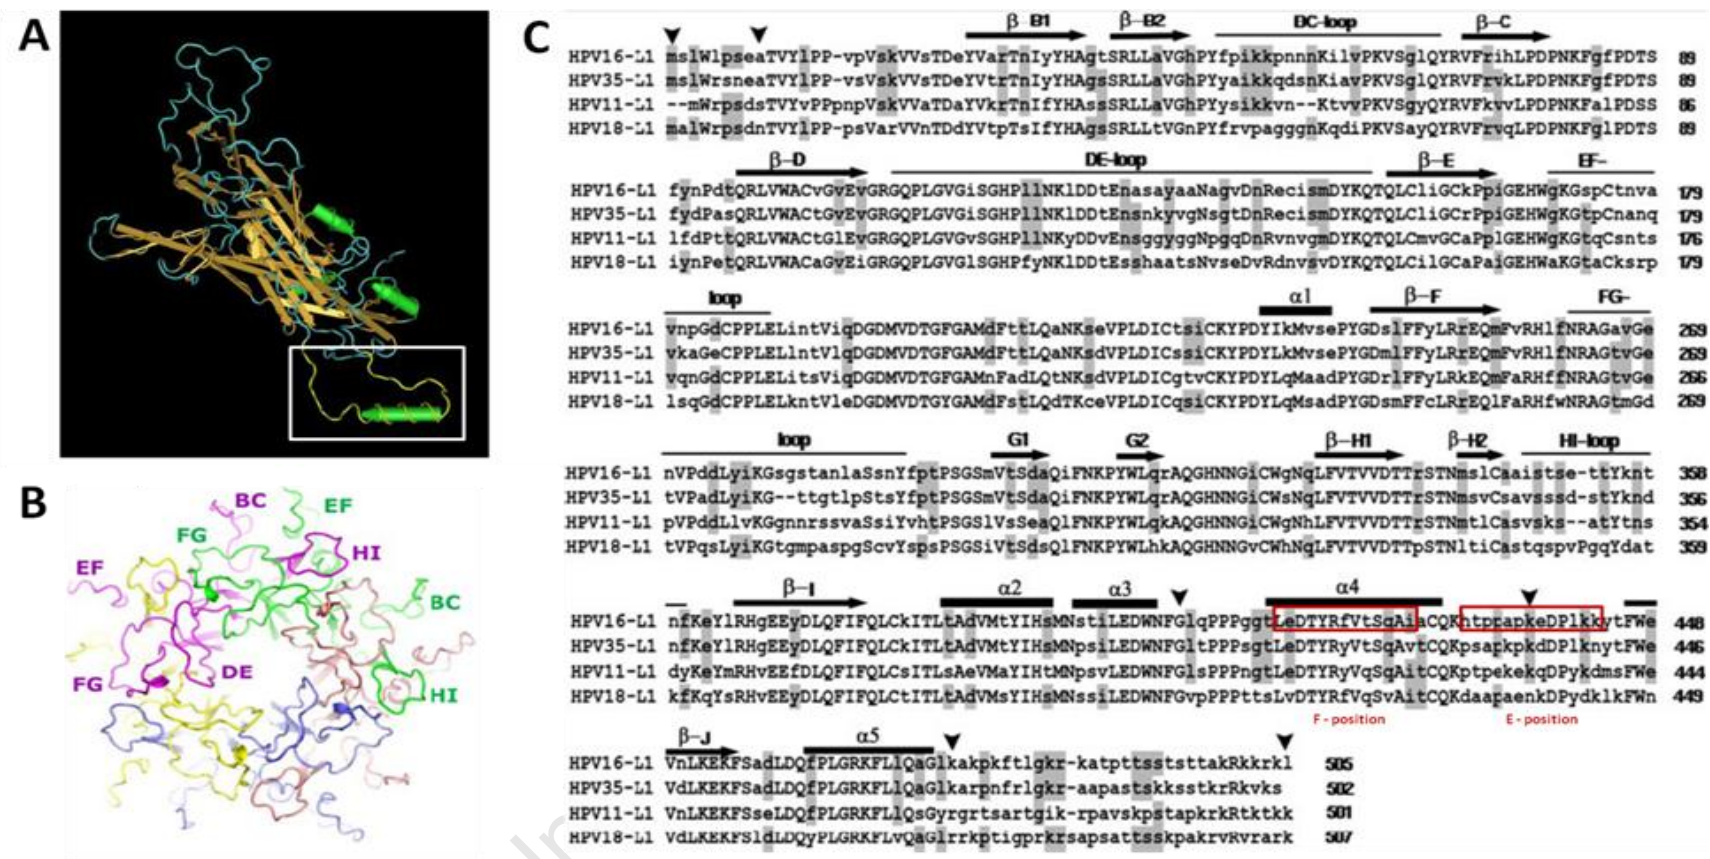 A
B
BC
EF
FG
HI
EF
BC
DE
FG
HI
C
β-B1 β-B2 BC-loop β-C
HPV16-L1 mslWlpseaTVYlPP-vpVskVVsTDeYVarTnIyYHAgtSRLLaVGhPYfpikkpnnnKilvPKVSglQYRVFrihLPDPNKFgfPDTS 89
HPV35-L1 mslWrsneaTVYlPP-vsVskVVsTDeYVtrTnIyYHAgsSRLLaVGhPYyaikkqdsnKiavPKVSglQYRVFrvkLPDPNKFgfPDTS 89
HPV11-L1 --mWrpsdsTVYvPPpnpVskVVaTDaYVkrTnIfYHAssSRLLaVGhPYysikkvn--KtvvPKVSgyQYRVFkvvLPDPNKFalPDSS 86
HPV18-L1 malWrpsdnTVYlPP-psVarVVnTDdYVtpTsIfYHAgsSRLLtVGnPYfrvpagggnKqdiPKVSayQYRVFrvqLPDPNKFglPDTS 89
β-D DE-loop β-E EF-
HPV16-L1 fynPdtQRLVWACvGvEvGRGQPLGVGiSGHPllNKlDDtEnasayaaNagvDnRecisмDYKQTQLCliGCkPpiGEHWgKGspCtnva 179
HPV35-L1 fydPasQRLVWACtGvEvGRGQPLGVGiSGHPllNKlDDtEnsnkyvgNsgtDnRecismDYKQTQLCliGCrPpiGEHWgKGtpCnanq 179
HPV11-L1 lfdPttQRLVWACtGlEvGRGQPLGVGvSGHPllNKyDDvEnsggyggNpgqDnRvnvgmDYKQTQLCmvGCaPplGEHWgKGtqCsnts 176
HPV18-L1 iynPetQRLVWACaGvEiGRGQPLGVGlSGHPfyNKlDDtEsshaatsNvseDvRdnvsvDYKQTQLCilGCaPaiGEHWaKGtaCksrp 179
loop α1 β-F FG-
HPV16-L1 vnpGdCPPLELintViqDGDMVDTGFGAMdFttLQaNKseVPLDICtsiCKYPDYIkMvsePYGDslFFyLRrEQmFvRHlfNRAGavGe 269
HPV35-L1 vkaGeCPPLELlntVlqDGDMVDTGFGAMdFttLQaNKsdVPLDICssiCKYPDYLkMvsePYGDmlFFyLRrEQmFvRHlfNRAGtvGe 269
HPV11-L1 vqnGdCPPLELitsViqDGDMVDTGFGAMnFadLQtNKsdVPLDICgtvCKYPDYLqMaadPYGDrlFFyLRkEQmFaRHffNRAGtvGe 266
HPV18-L1 lsqGdCPPLELkntVleDGDMVDTGYGAMdFstLQdTKceVPLDICqsiCKYPDYLqMsadPYGDsmFFcLRrEQlFaRHfwNRAGtmGd 269
loop G1 G2 β-H1 β-H2 HI-loop
HPV16-L1 nVPddLyiKGsgstanlaSsnYfptPSGSmVtSdaQiFNKPYWLqrAQGHNNGiCWgNqLFVTVVDTTrSTNmslCaaistse-ttYknt 358
HPV35-L1 tVPadLyiKG--ttgtlpStsYfptPSGSmVtSdaQiFNKPYWLqrAQGHNNGiCWsNqLFVTVVDTTrSTNmsvCsavsssd-stYknd 356
HPV11-L1 pVPddLlvKGgnnrssvaSsiYvhtPSGSlVsSeaQlFNKPYWLqkAQGHNNGiCWgNhLFVTVVDTTrSTNmtlCasvsks--atYtns 354
HPV18-L1 tVPqsLyiKGtgmpaspgScvYspsPSGSiVtSdsQlFNKPYWLhkAQGHNNGvCWhNqLFVTVVDTTpSTNltiCastqspvPgqYdat 359
β-I α2 α3 α4
HPV16-L1 nfKeYlRHgEEyDLQFIFQLCkITLtAdVMtYIHsMNstiLEDWNFGlqPPPggtLeDTYRfVtSqAiaCQKhtppapkeDPlkkytFWe 448
HPV35-L1 nfKeYlRHgEEyDLQFIFQLCkITLtAdVMtYIHsMNpsiLEDWNFGltPPPsgtLeDTYRyVtSqAvtCQKpsapkpkdDPlknytFWe 446
HPV11-L1 dyKeYmRHvEEfDLQFIFQLCsITLsAeVMaYIHtMNpsvLEDWNFGlsPPPngtLeDTYRyVqSqAitCQKptpekekqDPykdmsFWe 444
HPV18-L1 kfKqYsRHvEEyDLQFIFQLCtITLtAdVMsYIHsMNssiLEDWNFGvpPPPttsLvDTYRfVqSvAitCQKdaapaenkDPydklkFWn 449
F - position E - position
β-J α5
HPV16-L1 VnLKEKFSadLDQfPLGRKFLlQaGlkakpkftlgkr-katpttsststtakRkkrkl 505
HPV35-L1 VdLKEKFSadLDQfPLGRKFLlQaGlkarpnfrlgkr-aapastskksstkrRkvks 502
HPV11-L1 VnLKEKFSseLDQfPLGRKFLlQsGyrgrtsartgik-rpavskpstapkrkRtktkk 501
HPV18-L1 VdLKEKFSldLDQyPLGRKFLvQaGlrrkptigprkrsapsattsskpakrvRvrark 507